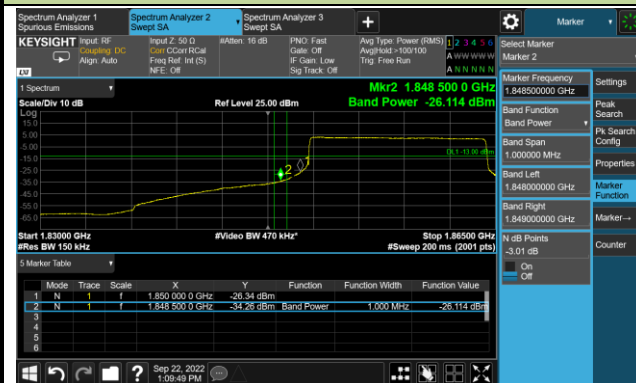 Spectrum Analyzer 1
Spurious Emissions
Spectrum Analyzer 2
Swept SA
Spectrum Analyzer 3
Swept SA
+
Marker
KEYSIGHT
Input: RF
Coupling: DC
Align: Auto
Input Z: 50 Ω
Corr CCorr RCal
Freq Ref: Int (S)
NFE: Off
#Atten: 16 dB
PNO: Fast
Gate: Off
IF Gain: Low
Sig Track: Off
Avg Type: Power (RMS)
Avg|Hold:>100/100
Trig: Free Run
1 2 3 4 5 6
A W W W W W
A N N N N N
LXI
1 Spectrum
Scale/Div 10 dB
Ref Level 25.00 dBm
Mkr2 1.848 500 0 GHz
Band Power -26.114 dBm
Log
15.0
5.00
-5.00
-15.0
-25.0
-35.0
-45.0
-55.0
-65.0
DL1 -13.00 dBm
2
1
Start 1.83000 GHz
#Res BW 150 kHz
#Video BW 470 kHz*
Stop 1.86500 GHz
#Sweep 200 ms (2001 pts)
5 Marker Table
Mode Trace Scale X Y Function Function Width Function Value
1 N 1 f 1.850 000 0 GHz -26.34 dBm
2 N 1 f 1.848 500 0 GHz -34.26 dBm Band Power 1.000 MHz -26.114 dBm
3
4
5
6
Sep 22, 2022
1:09:49 PM
?
Select Marker
Marker 2
Marker Frequency
1.848500000 GHz
Band Function
Band Power
Band Span
1.000000 MHz
Band Left
1.848000000 GHz
Band Right
1.849000000 GHz
N dB Points
-3.01 dB
On
Off
Settings
Peak
Search
Pk Search
Config
Properties
Marker
Function
Marker→
Counter